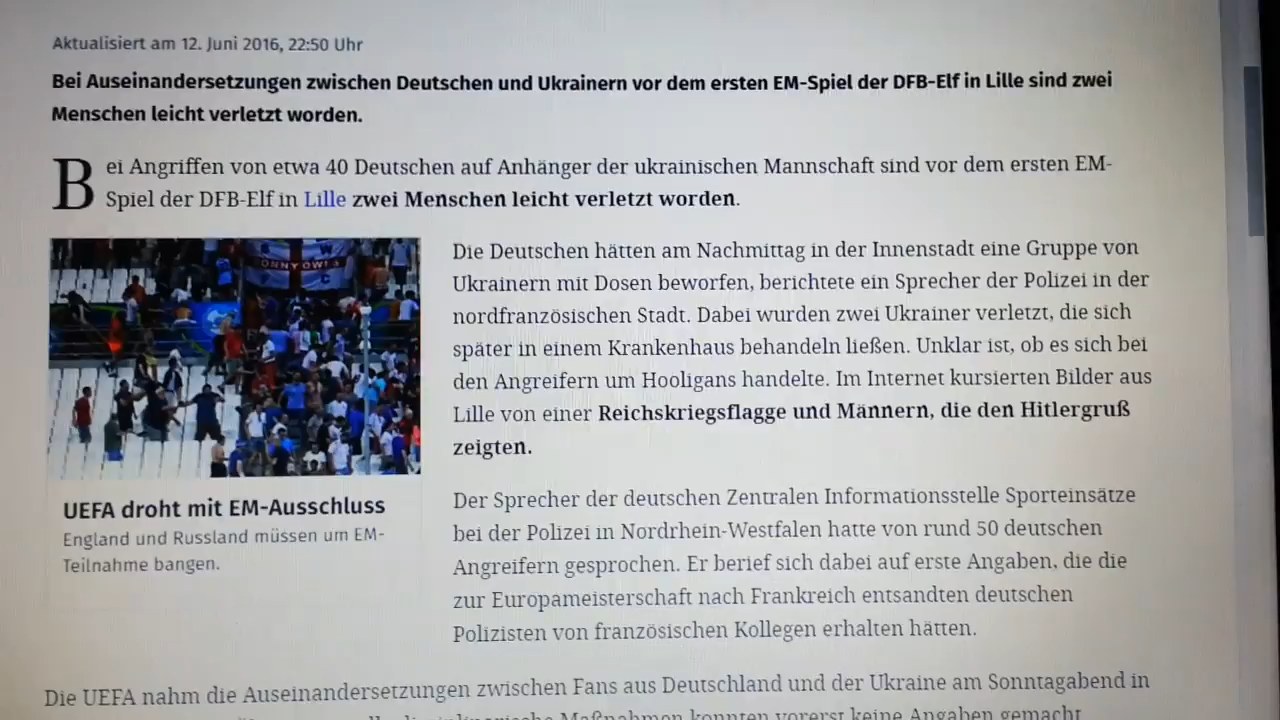 Aktualisiert am 12. Juni 2016, 22:50 Uhr
Bei Auseinandersetzungen zwischen Deutschen und Ukrainern vor dem ersten EM-Spiel der DFB-Elf in Lille sind zwei
Menschen leicht verletzt worden.
Bei Angriffen von etwa 40 Deutschen auf Anhänger der ukrainischen Mannschaft sind vor dem ersten EM-
Spiel der DFB-Elf in Lille zwei Menschen leicht verletzt worden.
UEFA droht mit EM-Ausschluss
England und Russland müssen um EM-
Teilnahme bangen.
Die Deutschen hätten am Nachmittag in der Innenstadt eine Gruppe von
Ukrainern mit Dosen beworfen, berichtete ein Sprecher der Polizei in der
nordfranzösischen Stadt. Dabei wurden zwei Ukrainer verletzt, die sich
später in einem Krankenhaus behandeln ließen. Unklar ist, ob es sich bei
den Angreifern um Hooligans handelte. Im Internet kursierten Bilder aus
Lille von einer Reichskriegsflagge und Männern, die den Hitlergruß
zeigten.
Der Sprecher der deutschen Zentralen Informationsstelle Sporteinsätze
bei der Polizei in Nordrhein-Westfalen hatte von rund 50 deutschen
Angreifern gesprochen. Er berief sich dabei auf erste Angaben, die die
zur Europameisterschaft nach Frankreich entsandten deutschen
Polizisten von französischen Kollegen erhalten hätten.
Die UEFA nahm die Auseinandersetzungen zwischen Fans aus Deutschland und der Ukraine am Sonntagabend in
Maßnahmen konnten vorerst keine Angaben gemacht